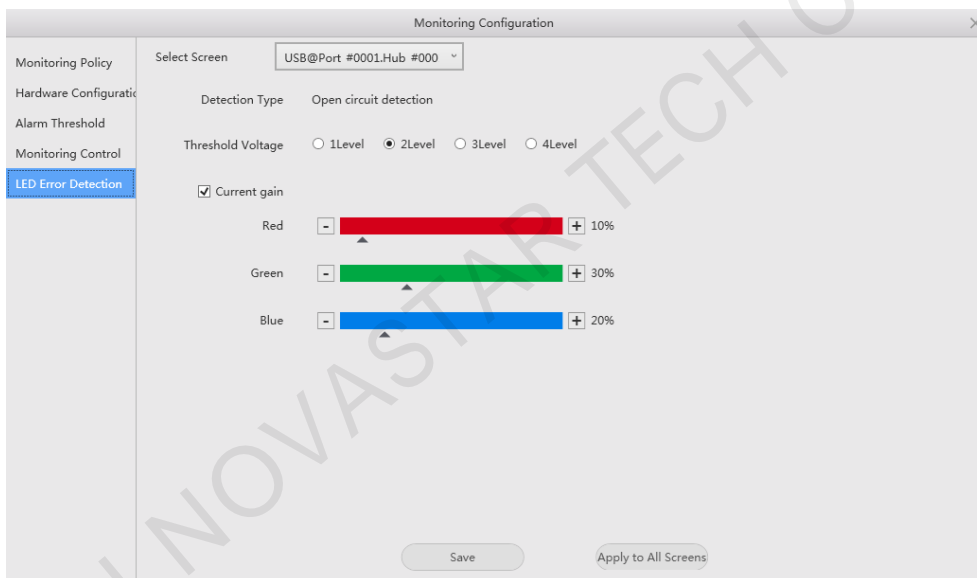 Monitoring Configuration
Monitoring Policy
Hardware Configuratic
Alarm Threshold
Monitoring Control
LED Error Detection
Select Screen USB@Port #0001.Hub #000
Detection Type Open circuit detection
Threshold Voltage 1Level 2Level 3Level 4Level
Current gain
Red - + 10%
Green - + 30%
Blue - + 20%
Save Apply to All Screens
NOVASTAR TECH